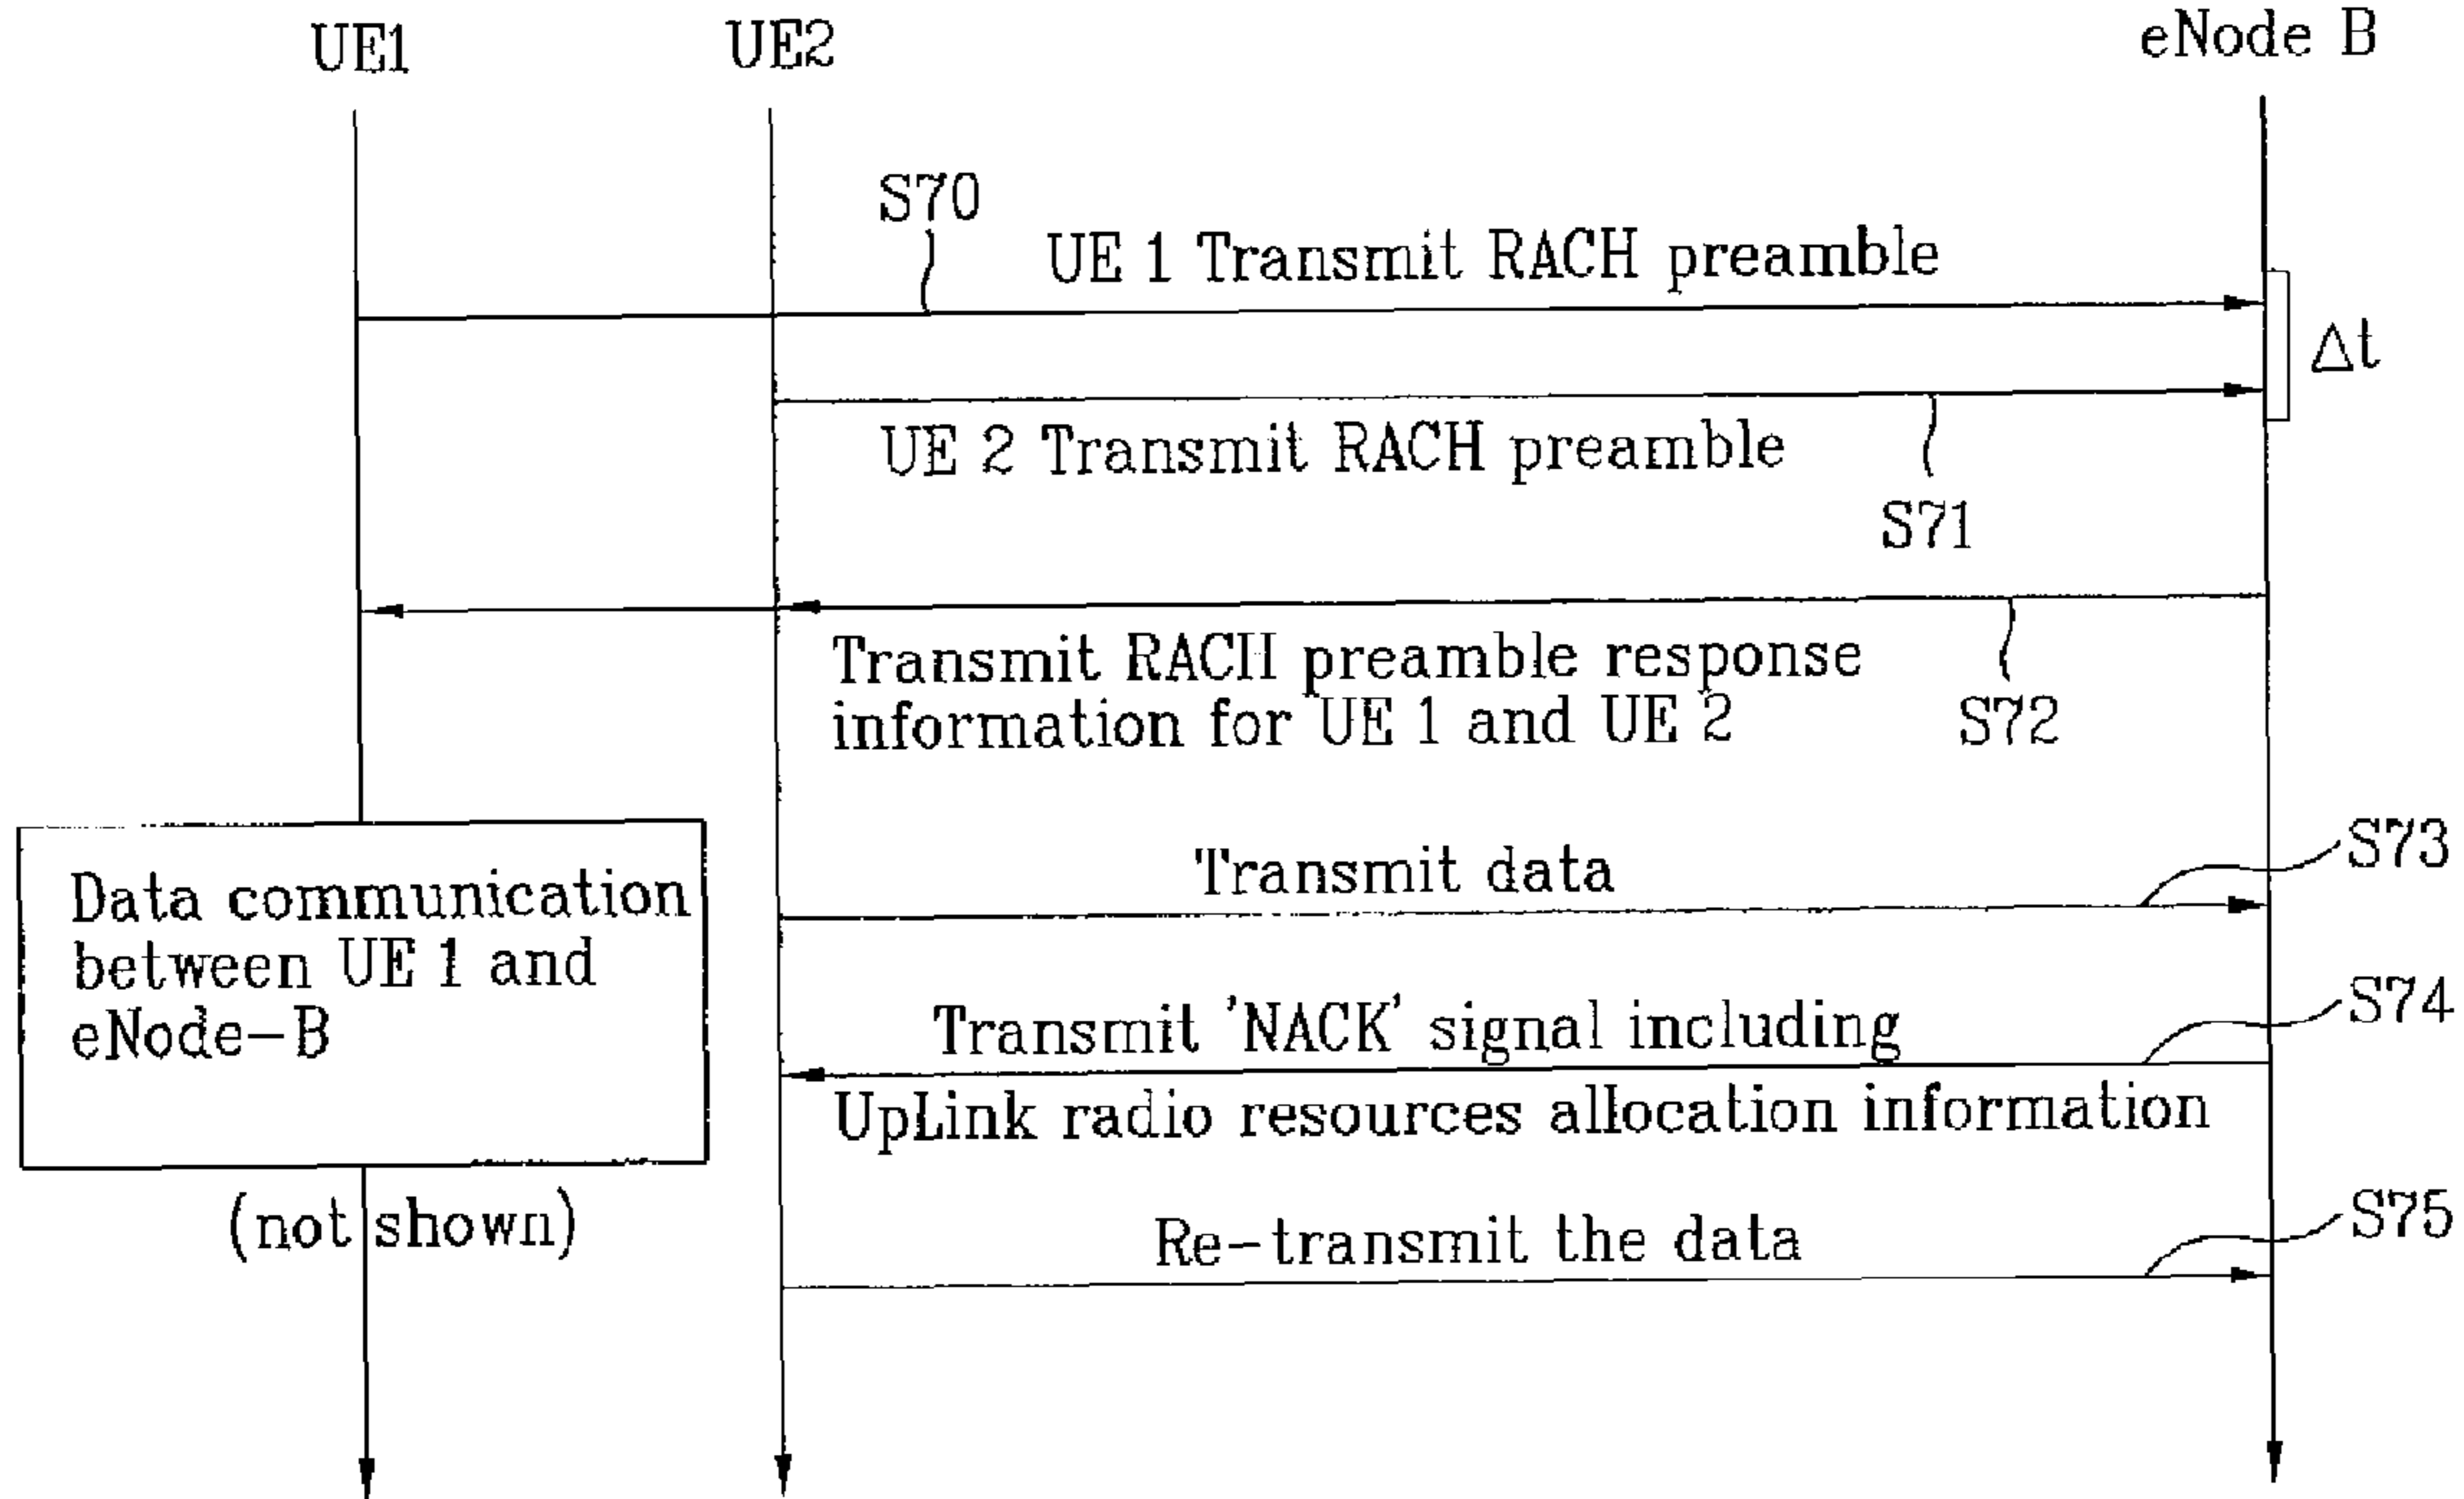 UE1
UE2
eNode B
S70
UE 1 Transmit RACH preamble
Δt
UE 2 Transmit RACH preamble
S71
Transmit RACH preamble response
information for UE 1 and UE 2
S72
Data communication
between UE 1 and
eNode-B
(not shown)
Transmit data
S73
Transmit 'NACK' signal including
S74
UpLink radio resources allocation information
Re-transmit the data
S75